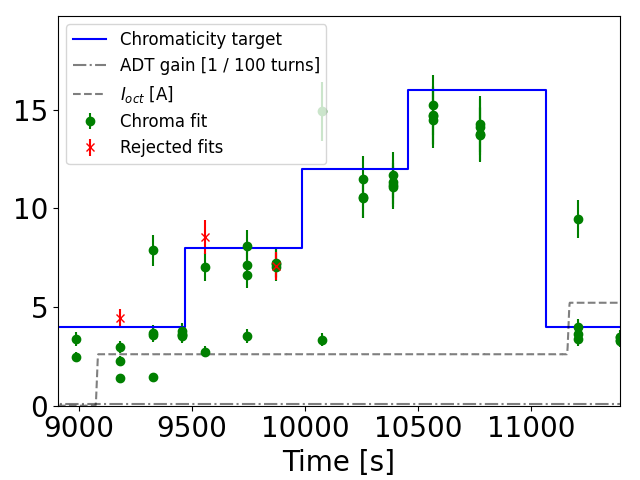 Chromaticity target
ADT gain [1 / 100 turns]
I_oct [A]
Chroma fit
Rejected fits
15
10
5
0
9000 9500 10000 10500 11000
Time [s]